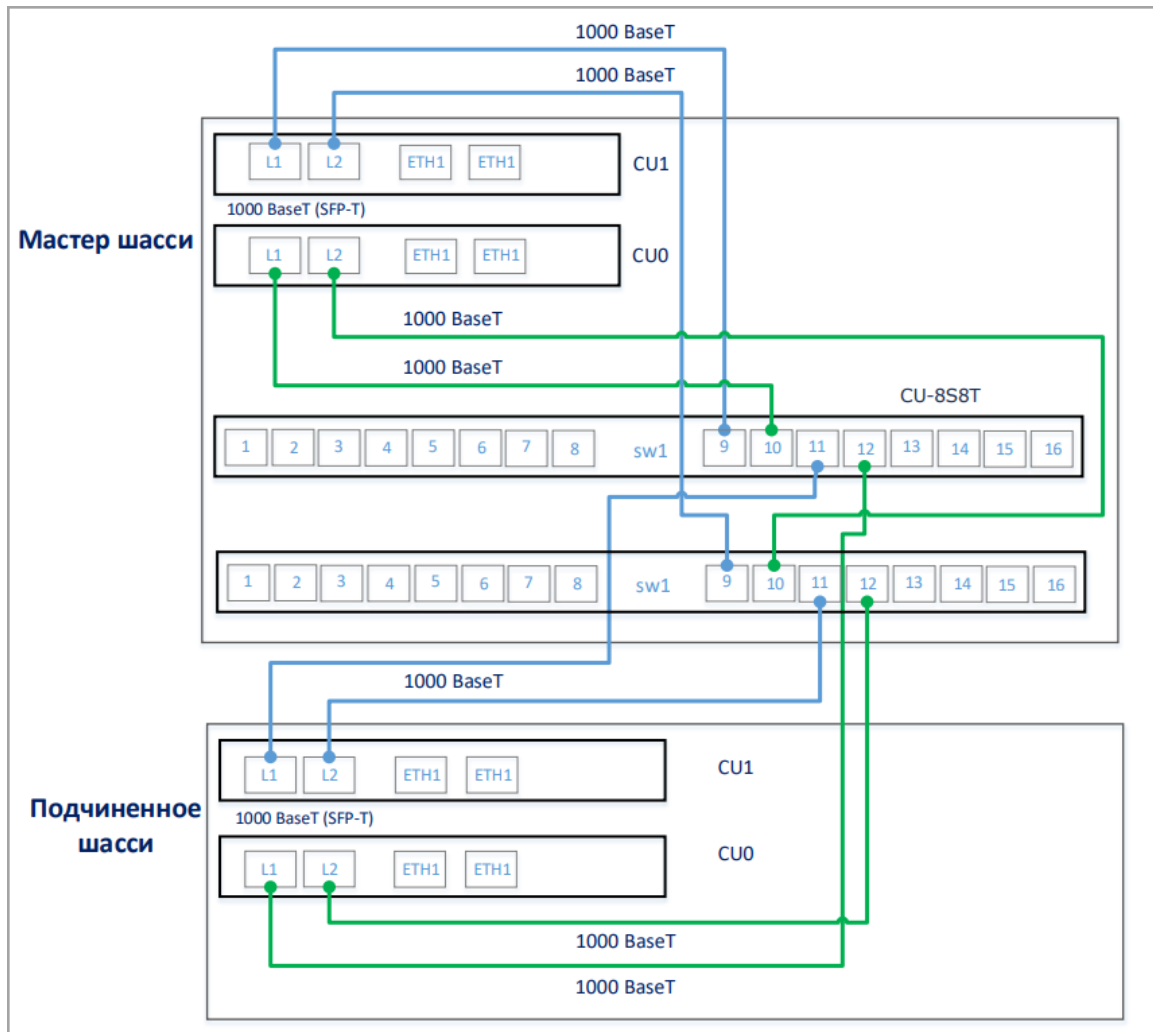 1000 BaseT
1000 BaseT
L1 L2 ETH1 ETH1 CU1
1000 BaseT (SFP-T)
Мастер шасси
L1 L2 ETH1 ETH1 CU0
1000 BaseT
1000 BaseT
CU-8S8T
1 2 3 4 5 6 7 8 sw1 9 10 11 12 13 14 15 16
1 2 3 4 5 6 7 8 sw1 9 10 11 12 13 14 15 16
1000 BaseT
L1 L2 ETH1 ETH1 CU1
Подчиненное
шасси
1000 BaseT (SFP-T)
L1 L2 ETH1 ETH1 CU0
1000 BaseT
1000 BaseT